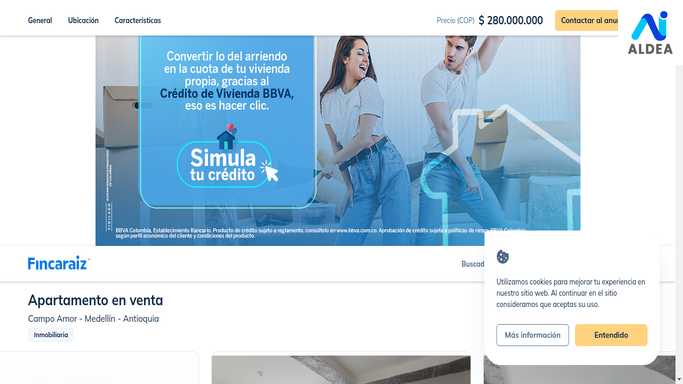 General Ubicación Características Precio (COP) $ 280.000.000 Contactar al anu
ALDEA
Convertir lo del arriendo
en la cuota de tu vivienda
propia, gracias al
Crédito de Vivienda BBVA,
eso es hacer clic.
Simula
tu crédito
BBVA Colombia, Establecimiento Bancario. Producto de crédito sujeto a reglamento, consúltelo en www.bbva.com.co. Aprobación de crédito sujeta a políticas de riesgo BBVA Colombia,
según perfil económico del cliente y condiciones del producto.
Fincaraiz
Buscad
Apartamento en venta
Campo Amor - Medellín - Antioquia
Inmobiliaria
Utilizamos cookies para mejorar tu experiencia en
nuestro sitio web. Al continuar en el sitio
consideramos que aceptas su uso.
Más información Entendido